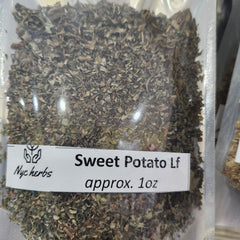 Sweet Potato Lf
Nyc herbs
approx. 1oz